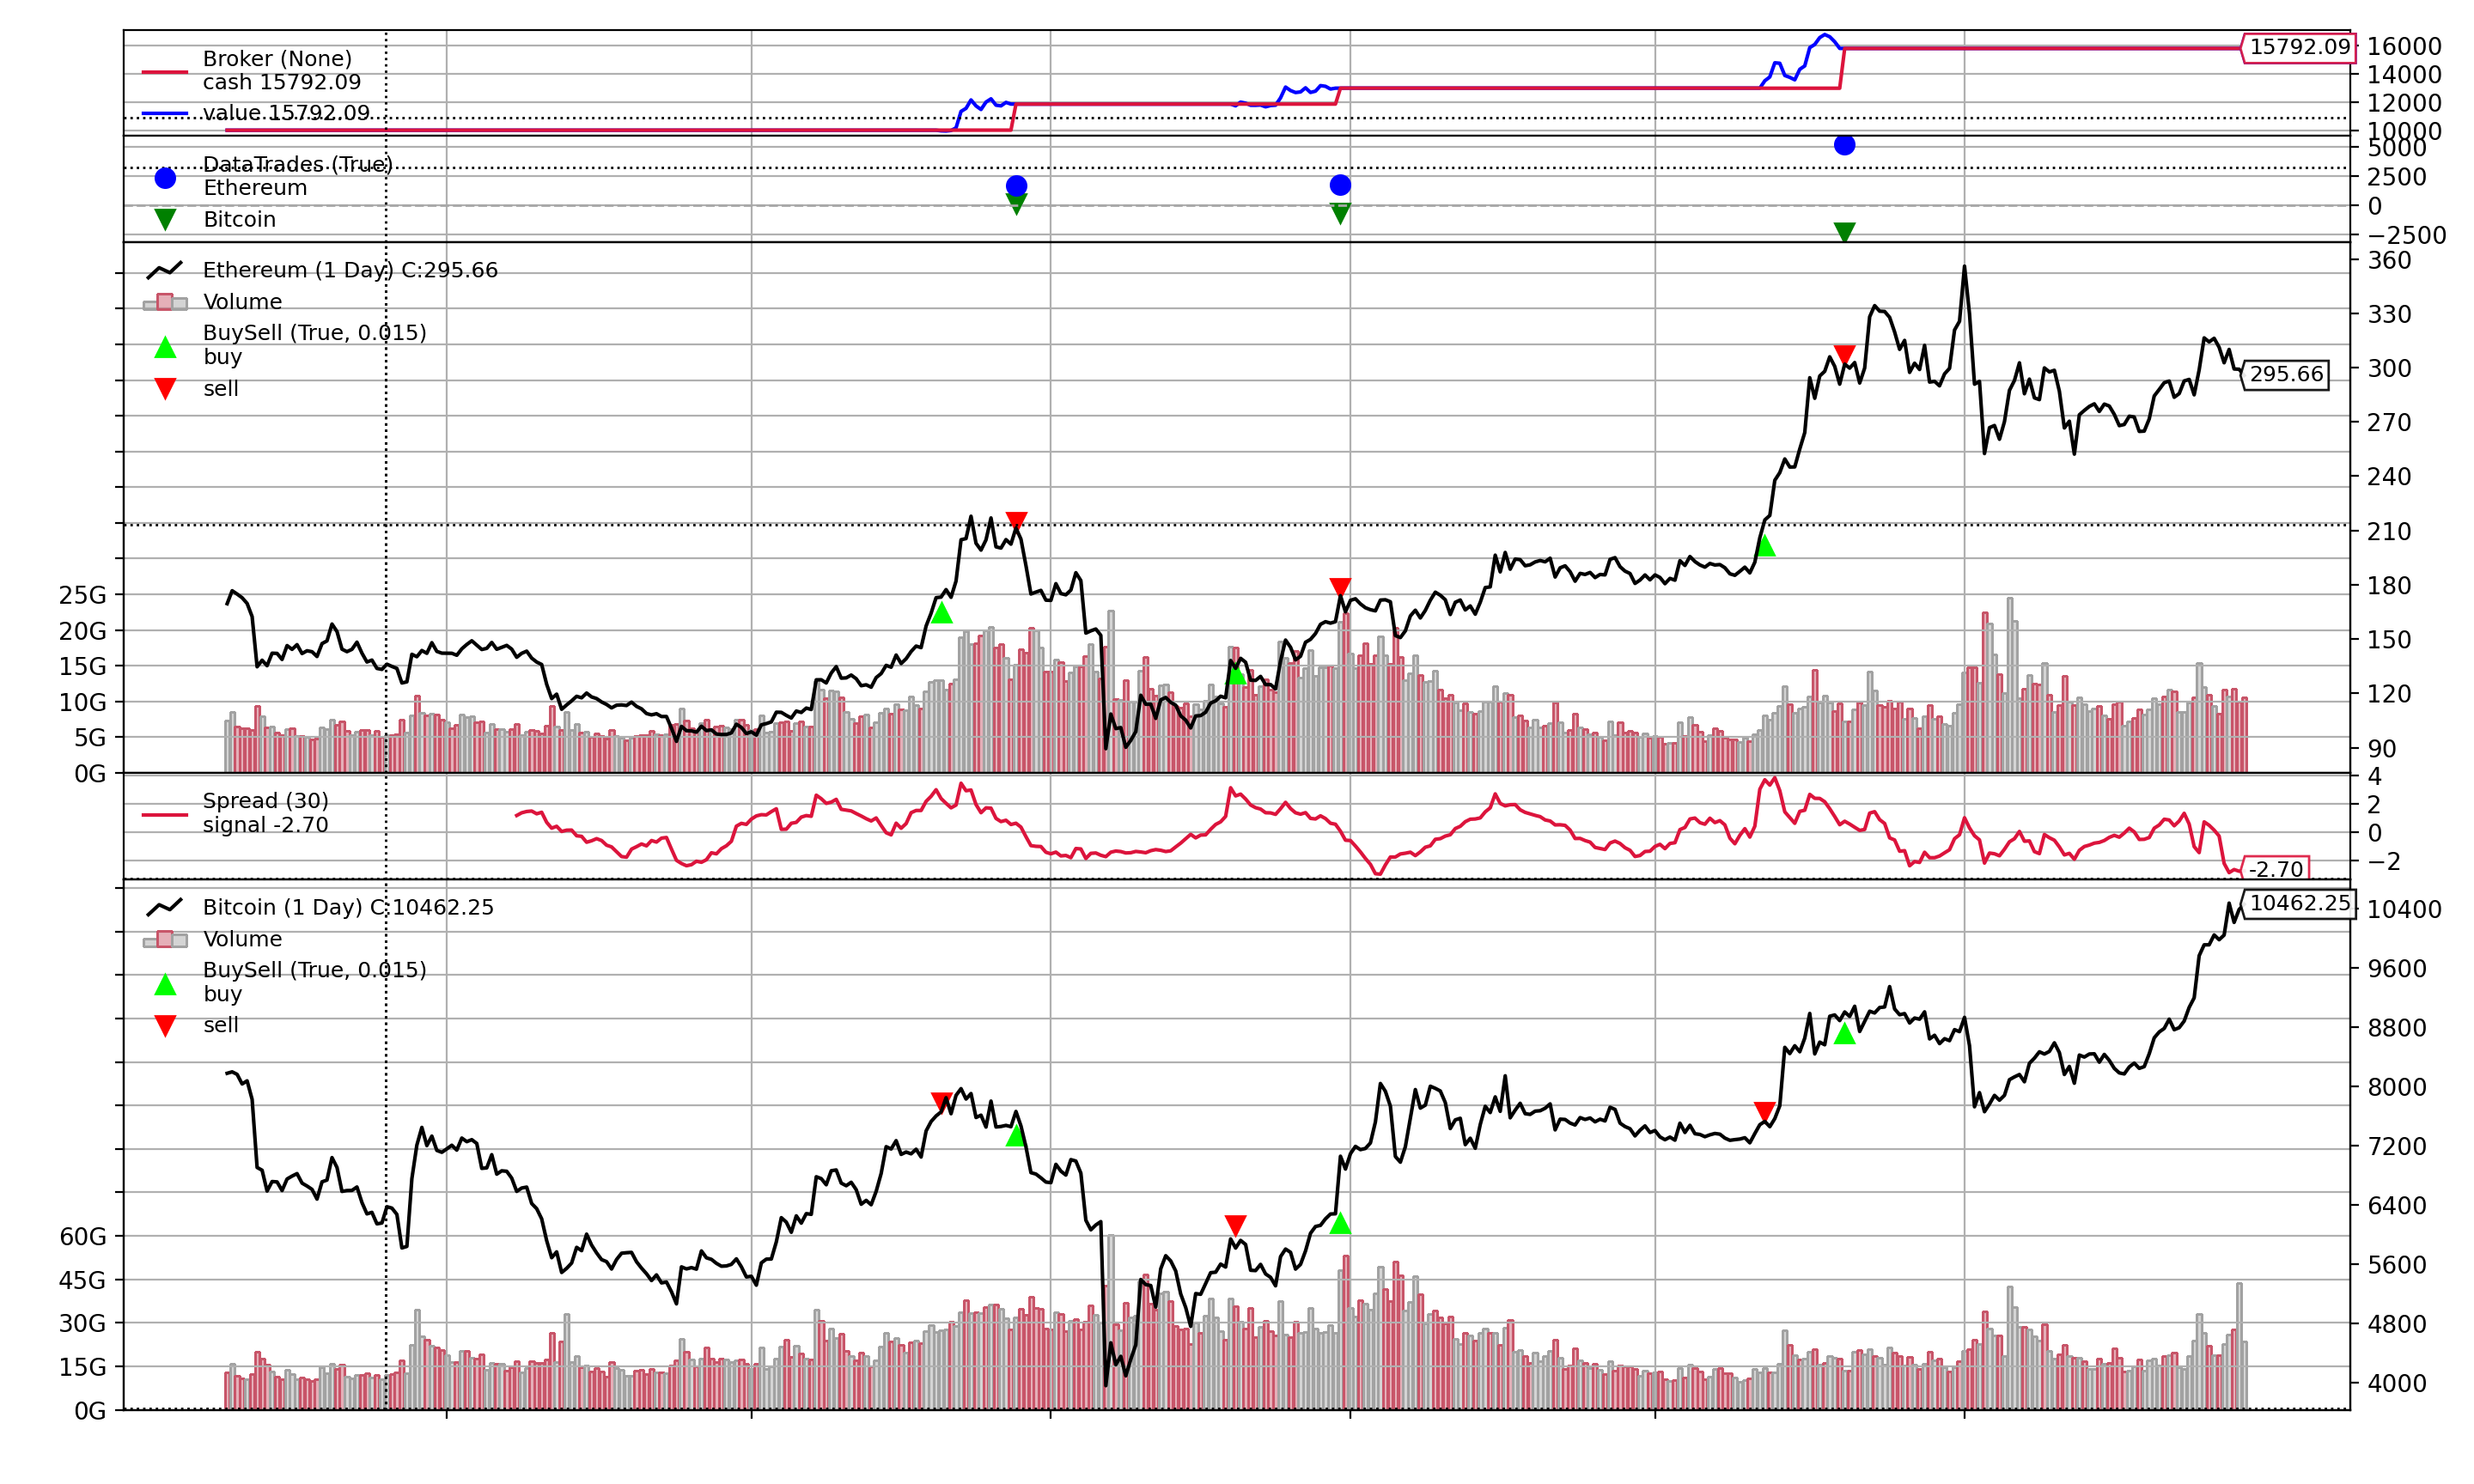 Broker (None)
cash 15792.09
value 15792.09
15792.09
16000
14000
12000
10000
DataTrades (True)
Ethereum
Bitcoin
5000
2500
0
−2500
Ethereum (1 Day) C:295.66
Volume
BuySell (True, 0.015)
buy
sell
360
330
300
295.66
270
240
210
180
150
120
90
25G
20G
15G
10G
5G
0G
Spread (30)
signal -2.70
4
2
0
−2
-2.70
Bitcoin (1 Day) C:10462.25
Volume
BuySell (True, 0.015)
buy
sell
10462.25
10400
9600
8800
8000
7200
6400
5600
4800
4000
60G
45G
30G
15G
0G